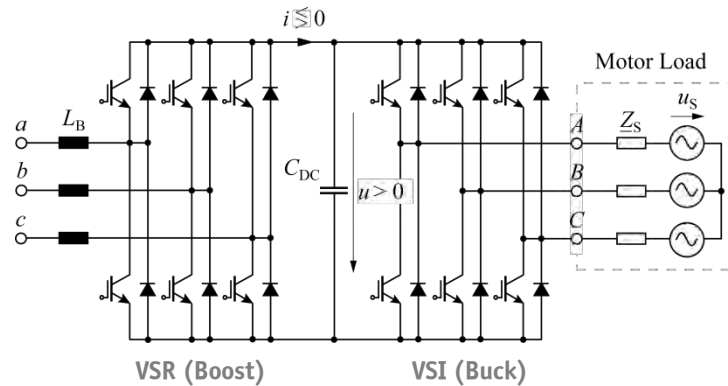 i ≶ 0
Motor Load
a
L_B
b
c
C_DC
u > 0
A
B
C
Z_S
u_S
VSR (Boost)
VSI (Buck)